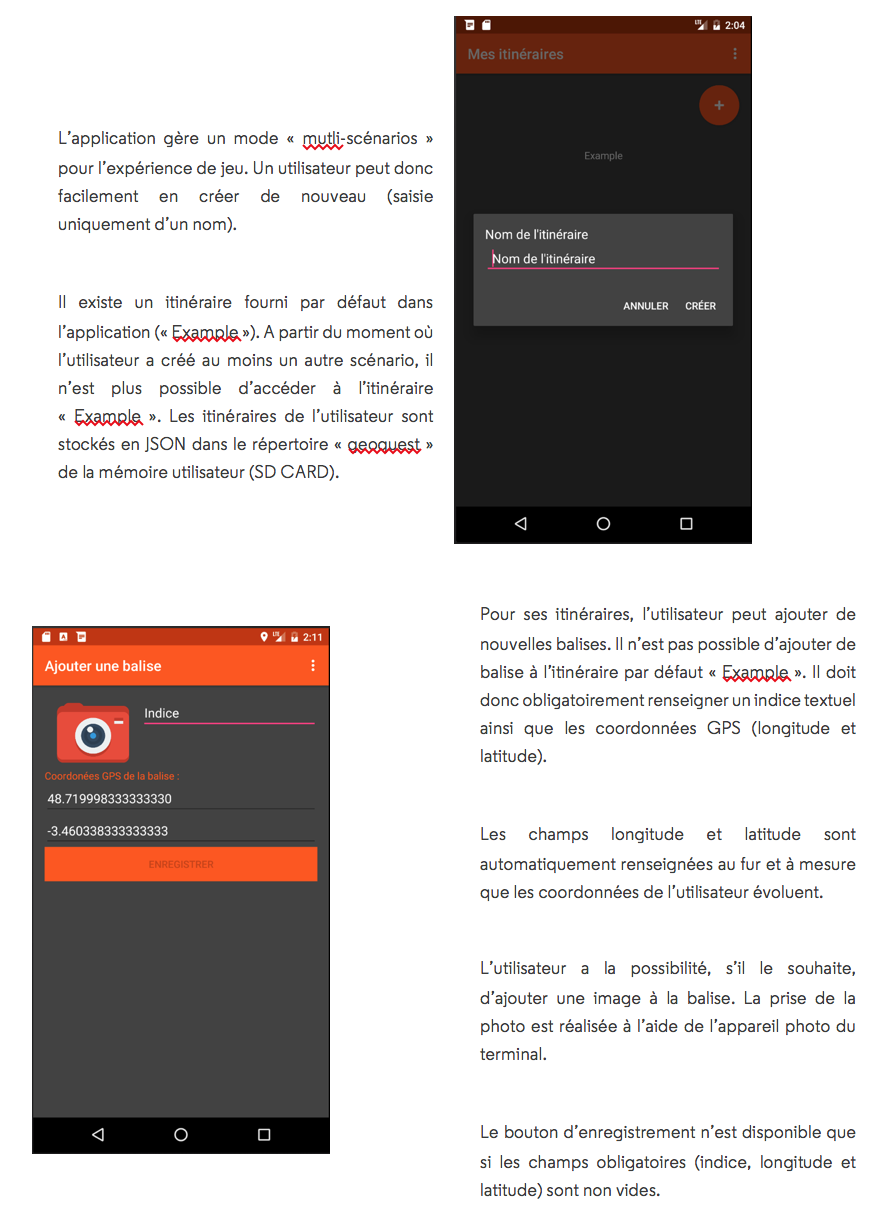 L'application gère un mode « mutli-scénarios »
pour l'expérience de jeu. Un utilisateur peut donc
facilement en créer de nouveau (saisie
uniquement d'un nom).
Il existe un itinéraire fourni par défaut dans
l'application (« Example »). A partir du moment où
l'utilisateur a créé au moins un autre scénario, il
n'est plus possible d'accéder à l'itinéraire
« Example ». Les itinéraires de l'utilisateur sont
stockés en JSON dans le répertoire « geoquest »
de la mémoire utilisateur (SD CARD).
LTE 2:04
Mes itinéraires
+
Example
Nom de l'itinéraire
Nom de l'itinéraire
ANNULER CRÉER
A LTE 2:11
Ajouter une balise
Indice
Coordonées GPS de la balise :
48.719998333333330
-3.460338333333333
ENREGISTRER
Pour ses itinéraires, l'utilisateur peut ajouter de
nouvelles balises. Il n'est pas possible d'ajouter de
balise à l'itinéraire par défaut « Example ». Il doit
donc obligatoirement renseigner un indice textuel
ainsi que les coordonnées GPS (longitude et
latitude).
Les champs longitude et latitude sont
automatiquement renseignées au fur et à mesure
que les coordonnées de l'utilisateur évoluent.
L'utilisateur a la possibilité, s'il le souhaite,
d'ajouter une image à la balise. La prise de la
photo est réalisée à l'aide de l'appareil photo du
terminal.
Le bouton d'enregistrement n'est disponible que
si les champs obligatoires (indice, longitude et
latitude) sont non vides.